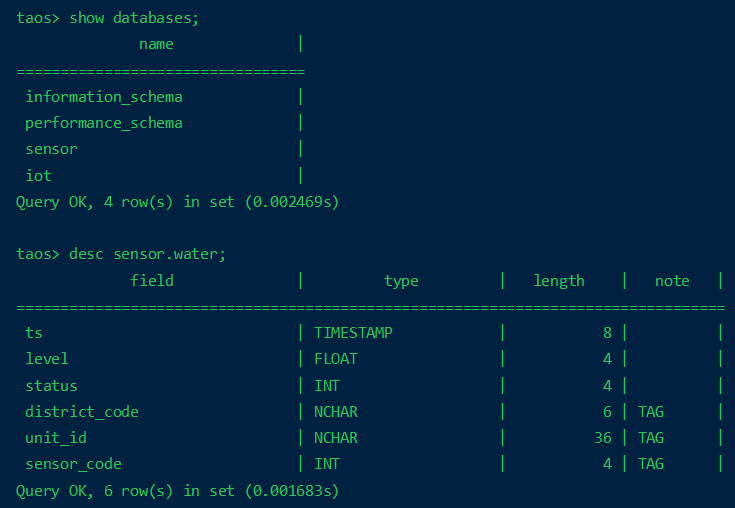 taos> show databases;
              name              |
=================================
 information_schema             |
 performance_schema             |
 sensor                         |
 iot                            |
Query OK, 4 row(s) in set (0.002469s)

taos> desc sensor.water;
             field              |         type         |   length    |   note   |
=================================================================================
 ts                             | TIMESTAMP            |           8 |          |
 level                          | FLOAT                |           4 |          |
 status                         | INT                  |           4 |          |
 district_code                  | NCHAR                |           6 | TAG      |
 unit_id                        | NCHAR                |          36 | TAG      |
 sensor_code                    | INT                  |           4 | TAG      |
Query OK, 6 row(s) in set (0.001683s)